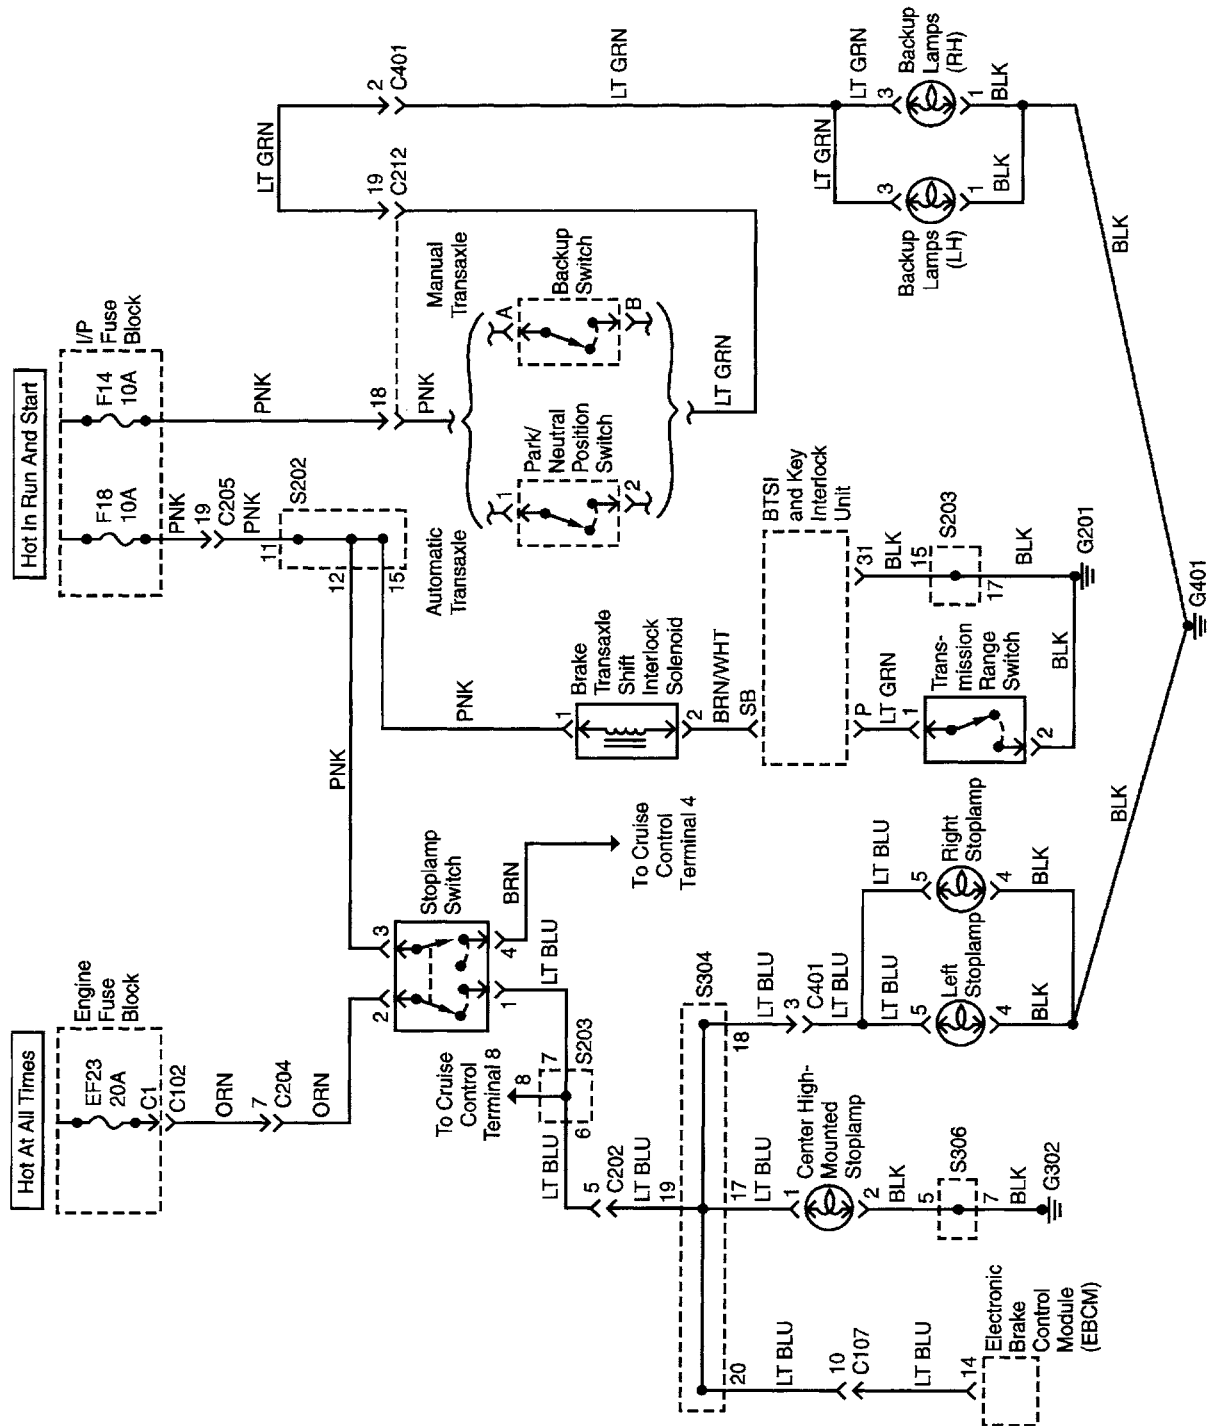 Hot At All Times
Hot In Run And Start
Engine
Fuse
Block
EF23
20A
C1
C102
ORN
7
C204
ORN
I/P
Fuse
Block
F18
10A
F14
10A
PNK
19
C205
PNK
11
S202
12
15
PNK
18
PNK
LT GRN
19
C212
2
C401
LT GRN
PNK
2
3
Stoplamp
Switch
1
4
BRN
LT BLU
To Cruise
Control
Terminal 4
To Cruise
Control
Terminal 8
8
7
S203
6
LT BLU
5
C202
LT BLU
19
S304
20
17
18
LT BLU
10
C107
LT BLU
14
Electronic
Brake
Control
Module
(EBCM)
LT BLU
1
Center High-
Mounted
Stoplamp
2
BLK
5
S306
7
BLK
G302
LT BLU
3
C401
LT BLU
LT BLU
5
Left
Stoplamp
4
BLK
LT BLU
5
Right
Stoplamp
4
BLK
BLK
PNK
1
Brake
Transaxle
Shift
Interlock
Solenoid
2
BRN/WHT
SB
BTSI
and Key
Interlock
Unit
P
LT GRN
1
Trans-
mission
Range
Switch
2
BLK
31
BLK
15
S203
17
BLK
G201
Automatic
Transaxle
1
Park/
Neutral
Position
Switch
2
Manual
Transaxle
A
Backup
Switch
B
LT GRN
LT GRN
3
Backup
Lamps
(LH)
1
BLK
LT GRN
3
Backup
Lamps
(RH)
1
BLK
BLK
G401